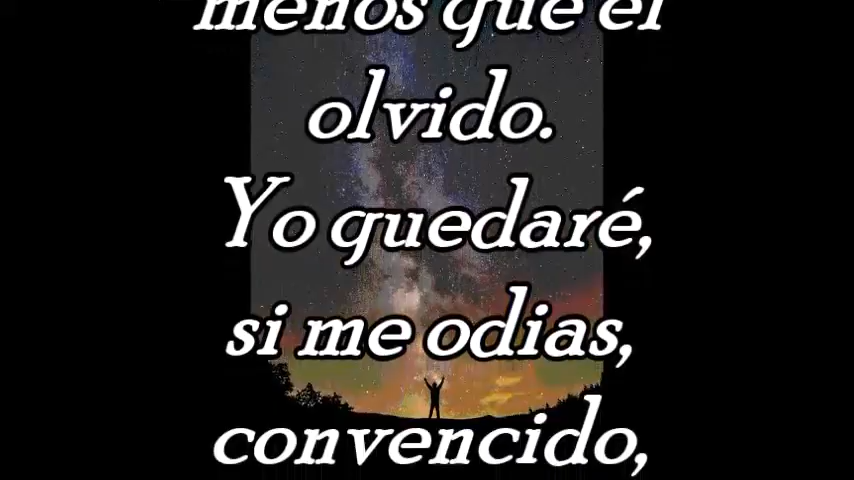 menos que el
olvido.
Yo quedaré,
si me odias,
convencido,